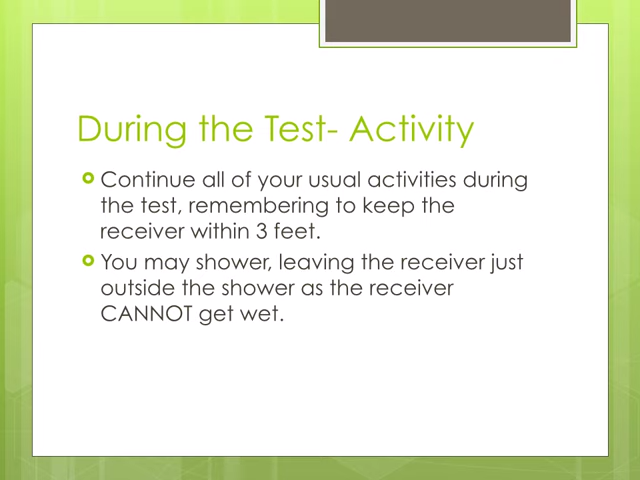 During the Test- Activity
Continue all of your usual activities during
the test, remembering to keep the
receiver within 3 feet.
You may shower, leaving the receiver just
outside the shower as the receiver
CANNOT get wet.